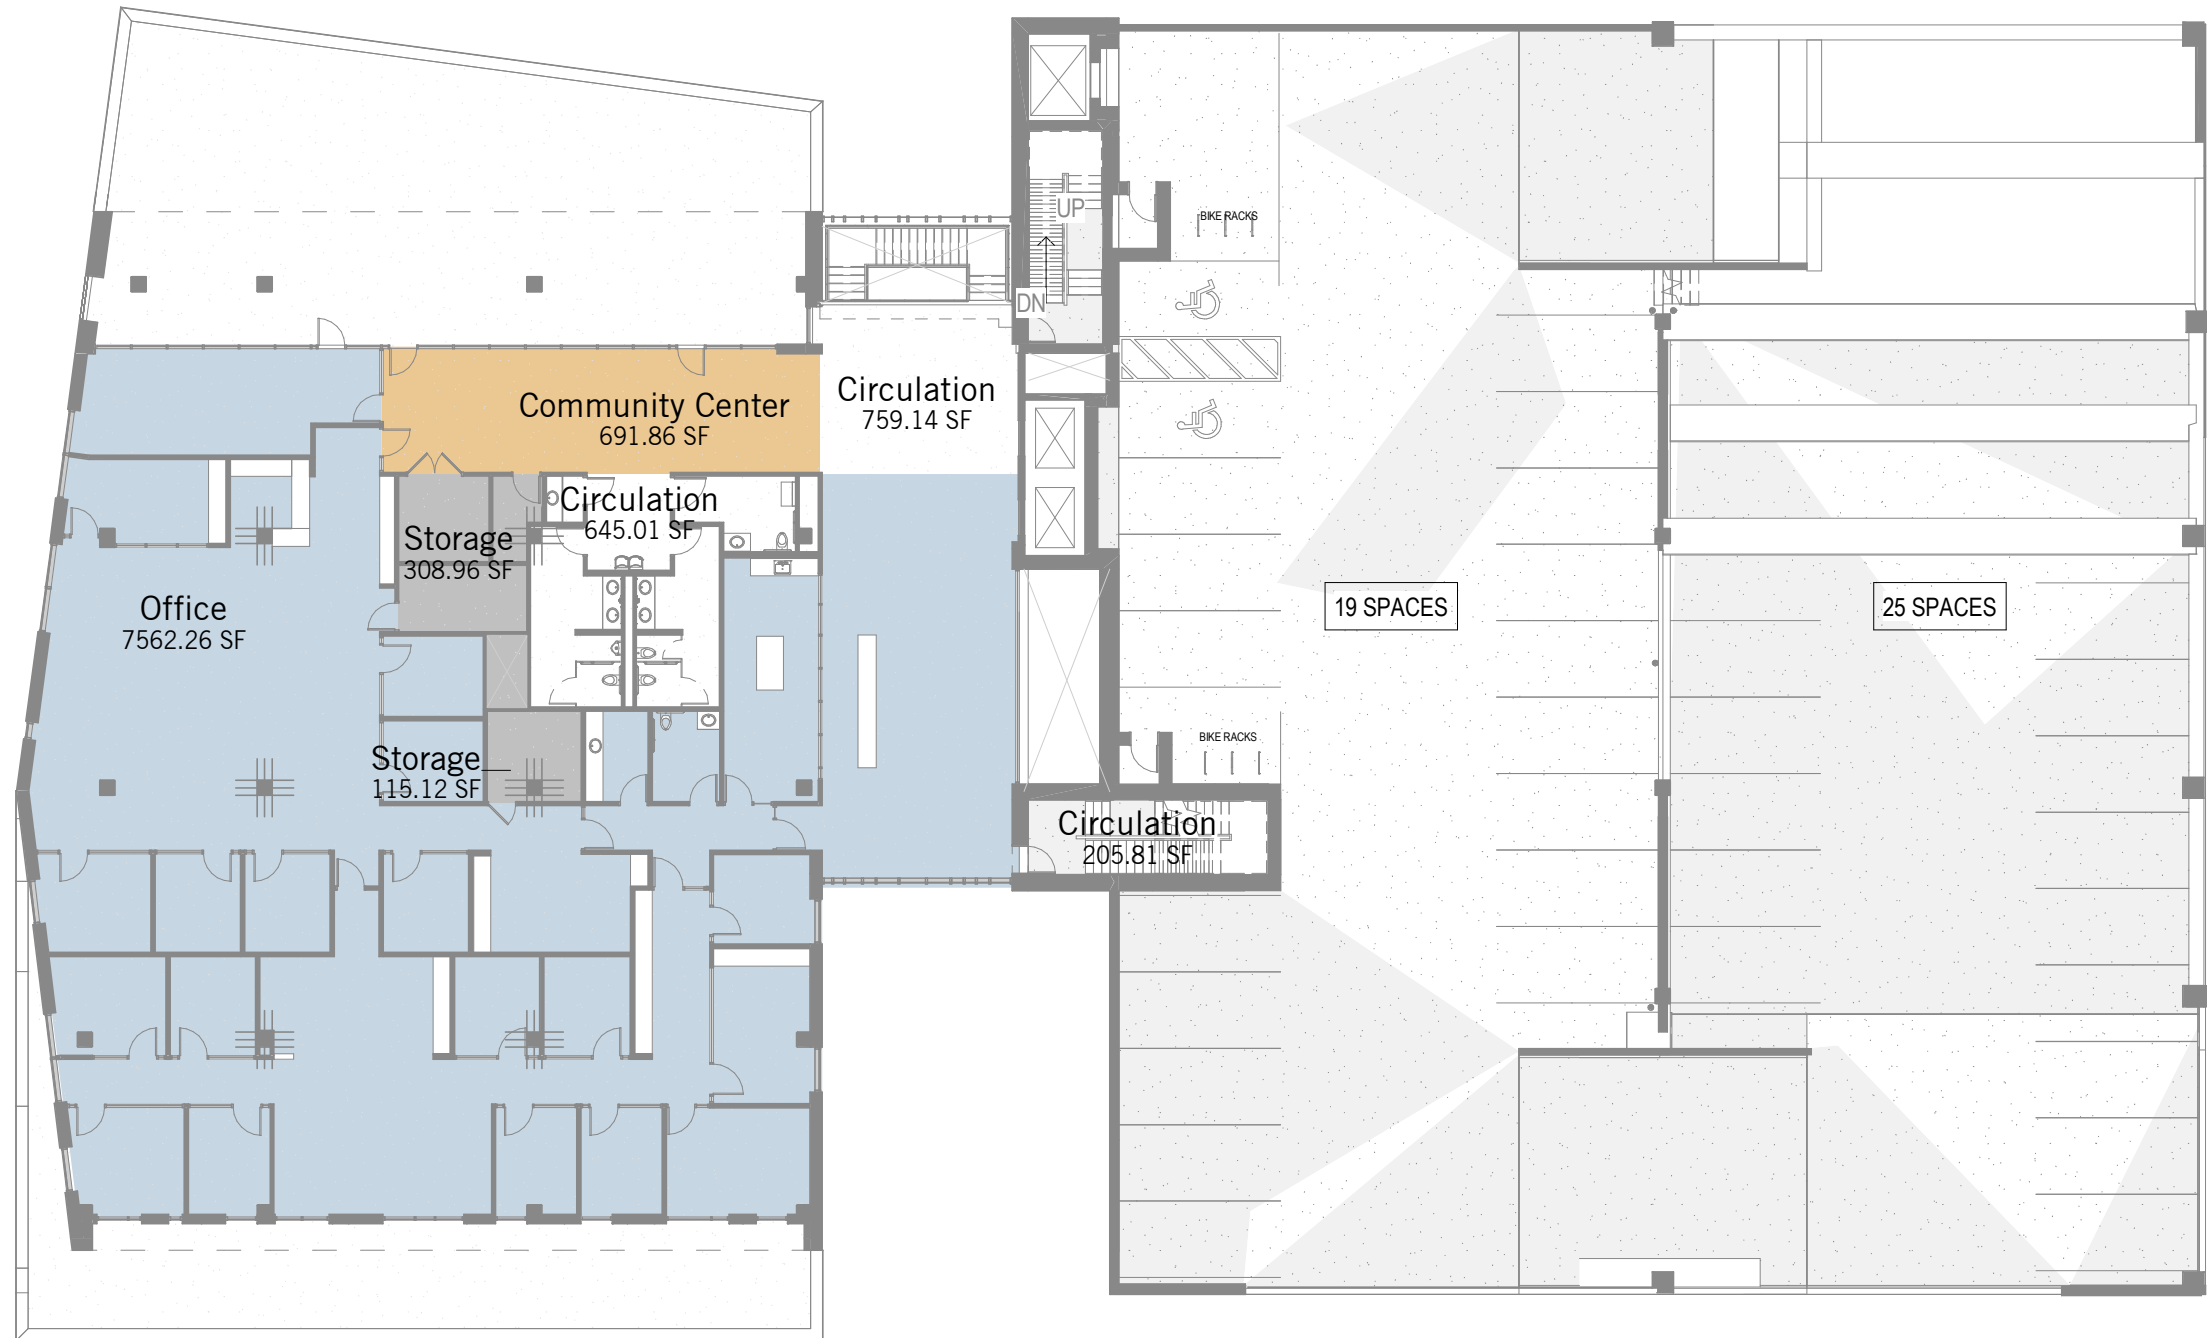 UP
BIKE RACKS
DN
Community Center
691.86 SF
Circulation
759.14 SF
Circulation
645.01 SF
Storage
308.96 SF
Office
7562.26 SF
19 SPACES
25 SPACES
Storage
115.12 SF
BIKE RACKS
Circulation
205.81 SF